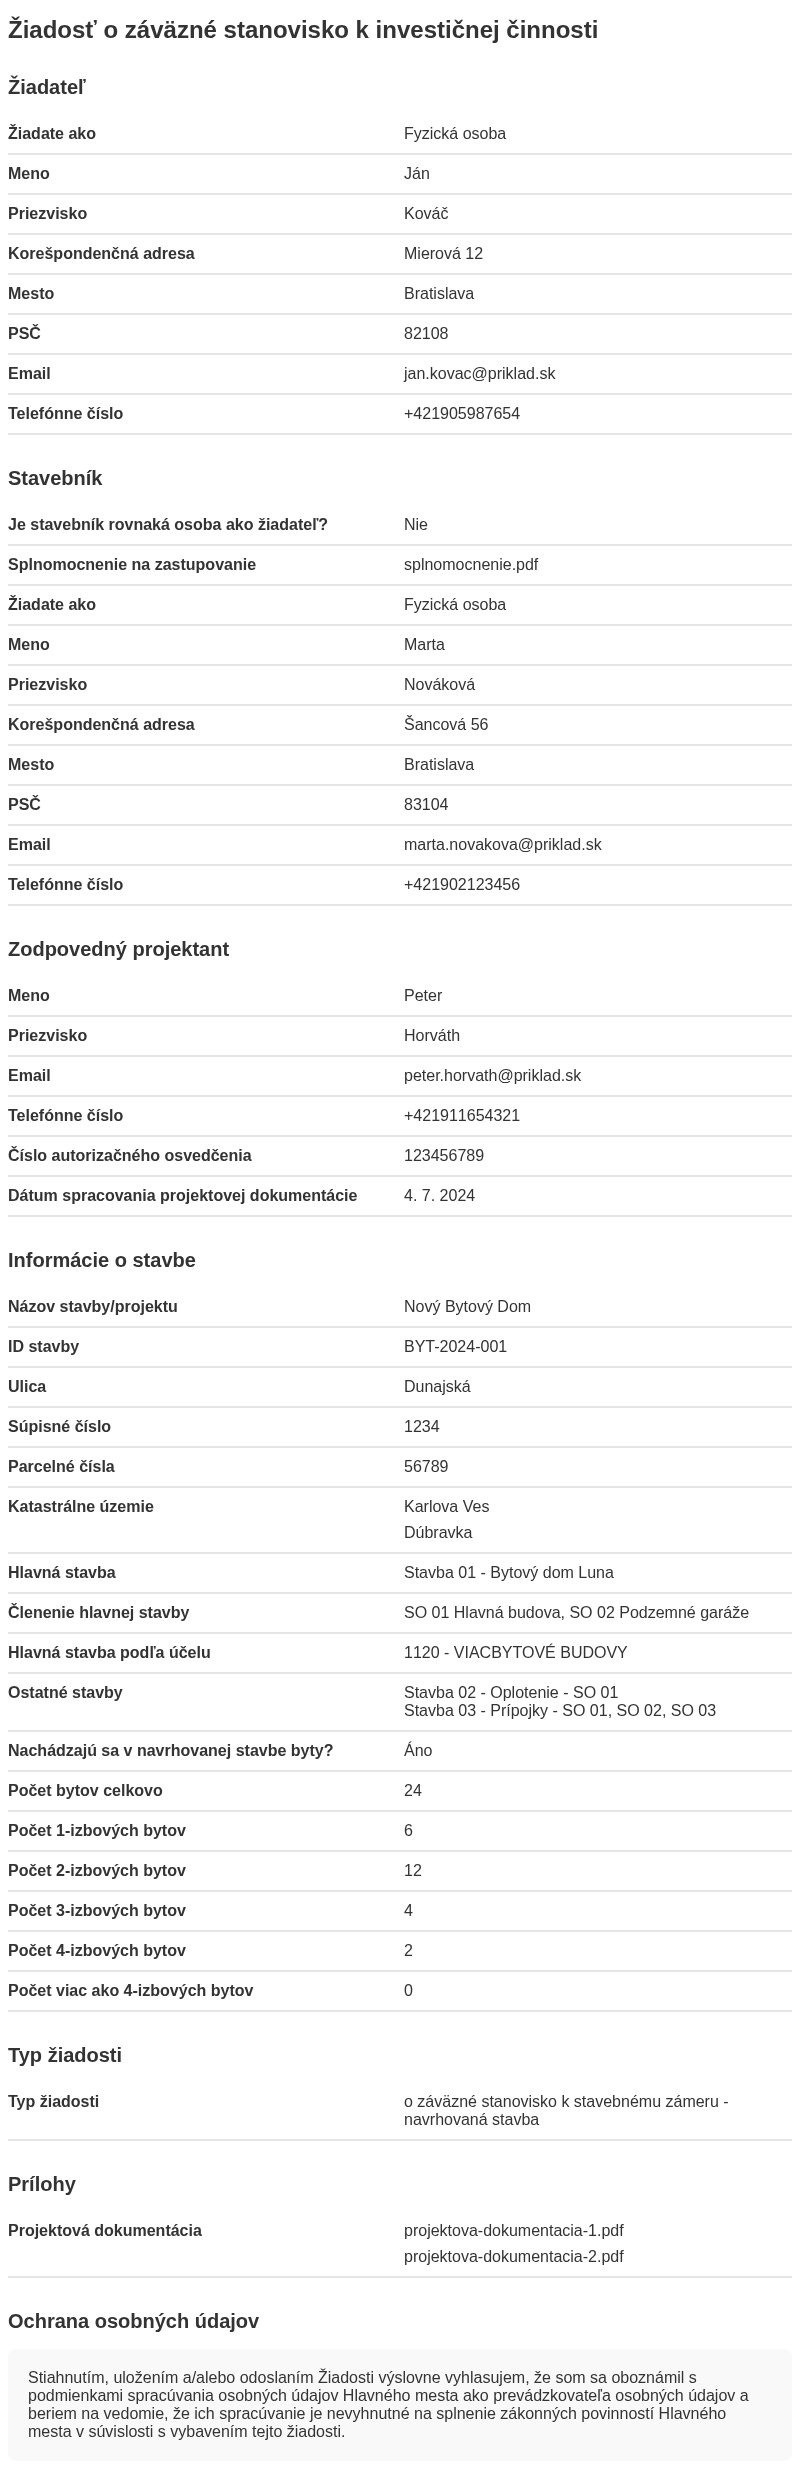 Žiadosť o záväzné stanovisko k investičnej činnosti
Žiadateľ
Žiadate ako Fyzická osoba
Meno Ján
Priezvisko Kováč
Korešpondenčná adresa Mierová 12
Mesto Bratislava
PSČ 82108
Email jan.kovac@priklad.sk
Telefónne číslo +421905987654
Stavebník
Je stavebník rovnaká osoba ako žiadateľ? Nie
Splnomocnenie na zastupovanie splnomocnenie.pdf
Žiadate ako Fyzická osoba
Meno Marta
Priezvisko Nováková
Korešpondenčná adresa Šancová 56
Mesto Bratislava
PSČ 83104
Email marta.novakova@priklad.sk
Telefónne číslo +421902123456
Zodpovedný projektant
Meno Peter
Priezvisko Horváth
Email peter.horvath@priklad.sk
Telefónne číslo +421911654321
Číslo autorizačného osvedčenia 123456789
Dátum spracovania projektovej dokumentácie 4. 7. 2024
Informácie o stavbe
Názov stavby/projektu Nový Bytový Dom
ID stavby BYT-2024-001
Ulica Dunajská
Súpisné číslo 1234
Parcelné čísla 56789
Katastrálne územie Karlova Ves
Dúbravka
Hlavná stavba Stavba 01 - Bytový dom Luna
Členenie hlavnej stavby SO 01 Hlavná budova, SO 02 Podzemné garáže
Hlavná stavba podľa účelu 1120 - VIACBYTOVÉ BUDOVY
Ostatné stavby Stavba 02 - Oplotenie - SO 01
Stavba 03 - Prípojky - SO 01, SO 02, SO 03
Nachádzajú sa v navrhovanej stavbe byty? Áno
Počet bytov celkovo 24
Počet 1-izbových bytov 6
Počet 2-izbových bytov 12
Počet 3-izbových bytov 4
Počet 4-izbových bytov 2
Počet viac ako 4-izbových bytov 0
Typ žiadosti
Typ žiadosti o záväzné stanovisko k stavebnému zámeru -
navrhovaná stavba
Prílohy
Projektová dokumentácia projektova-dokumentacia-1.pdf
projektova-dokumentacia-2.pdf
Ochrana osobných údajov
Stiahnutím, uložením a/alebo odoslaním Žiadosti výslovne vyhlasujem, že som sa oboznámil s
podmienkami spracúvania osobných údajov Hlavného mesta ako prevádzkovateľa osobných údajov a
beriem na vedomie, že ich spracúvanie je nevyhnutné na splnenie zákonných povinností Hlavného
mesta v súvislosti s vybavením tejto žiadosti.